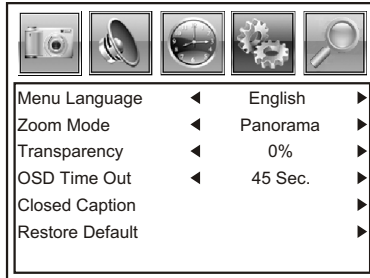 Menu Language English
Zoom Mode Panorama
Transparency 0%
OSD Time Out 45 Sec.
Closed Caption
Restore Default